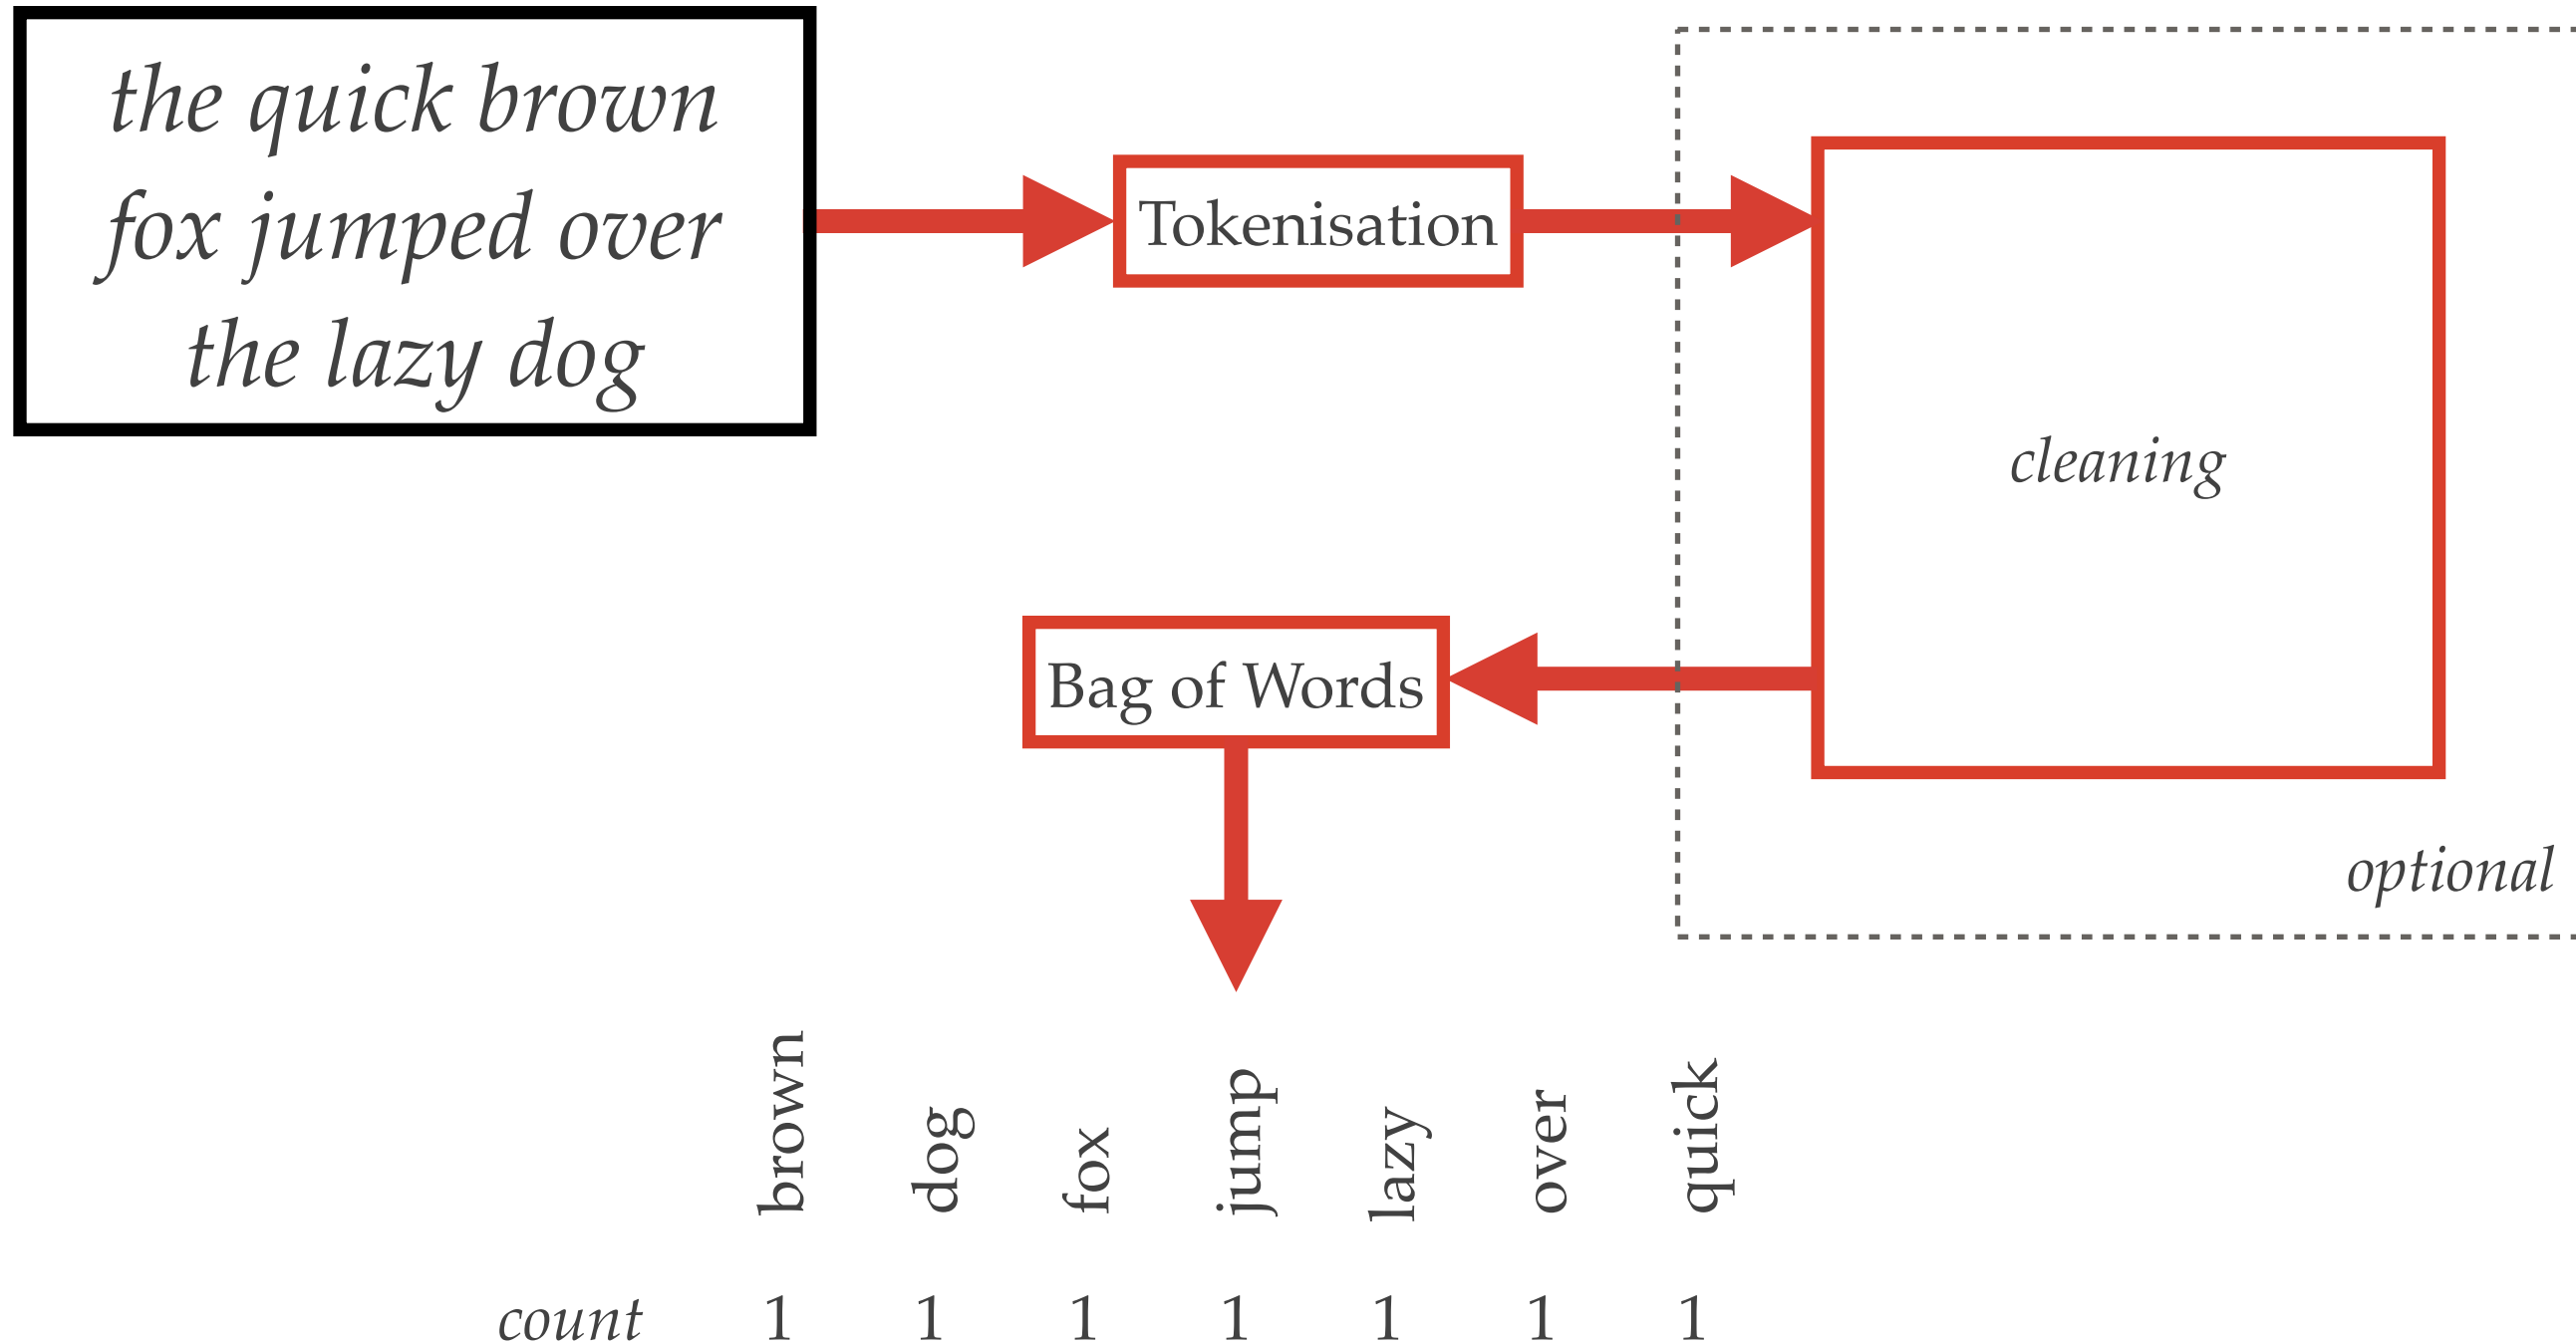 the quick brown
fox jumped over
the lazy dog
Tokenisation
cleaning
Bag of Words
optional
brown dog fox jump lazy over quick
count 1 1 1 1 1 1 1